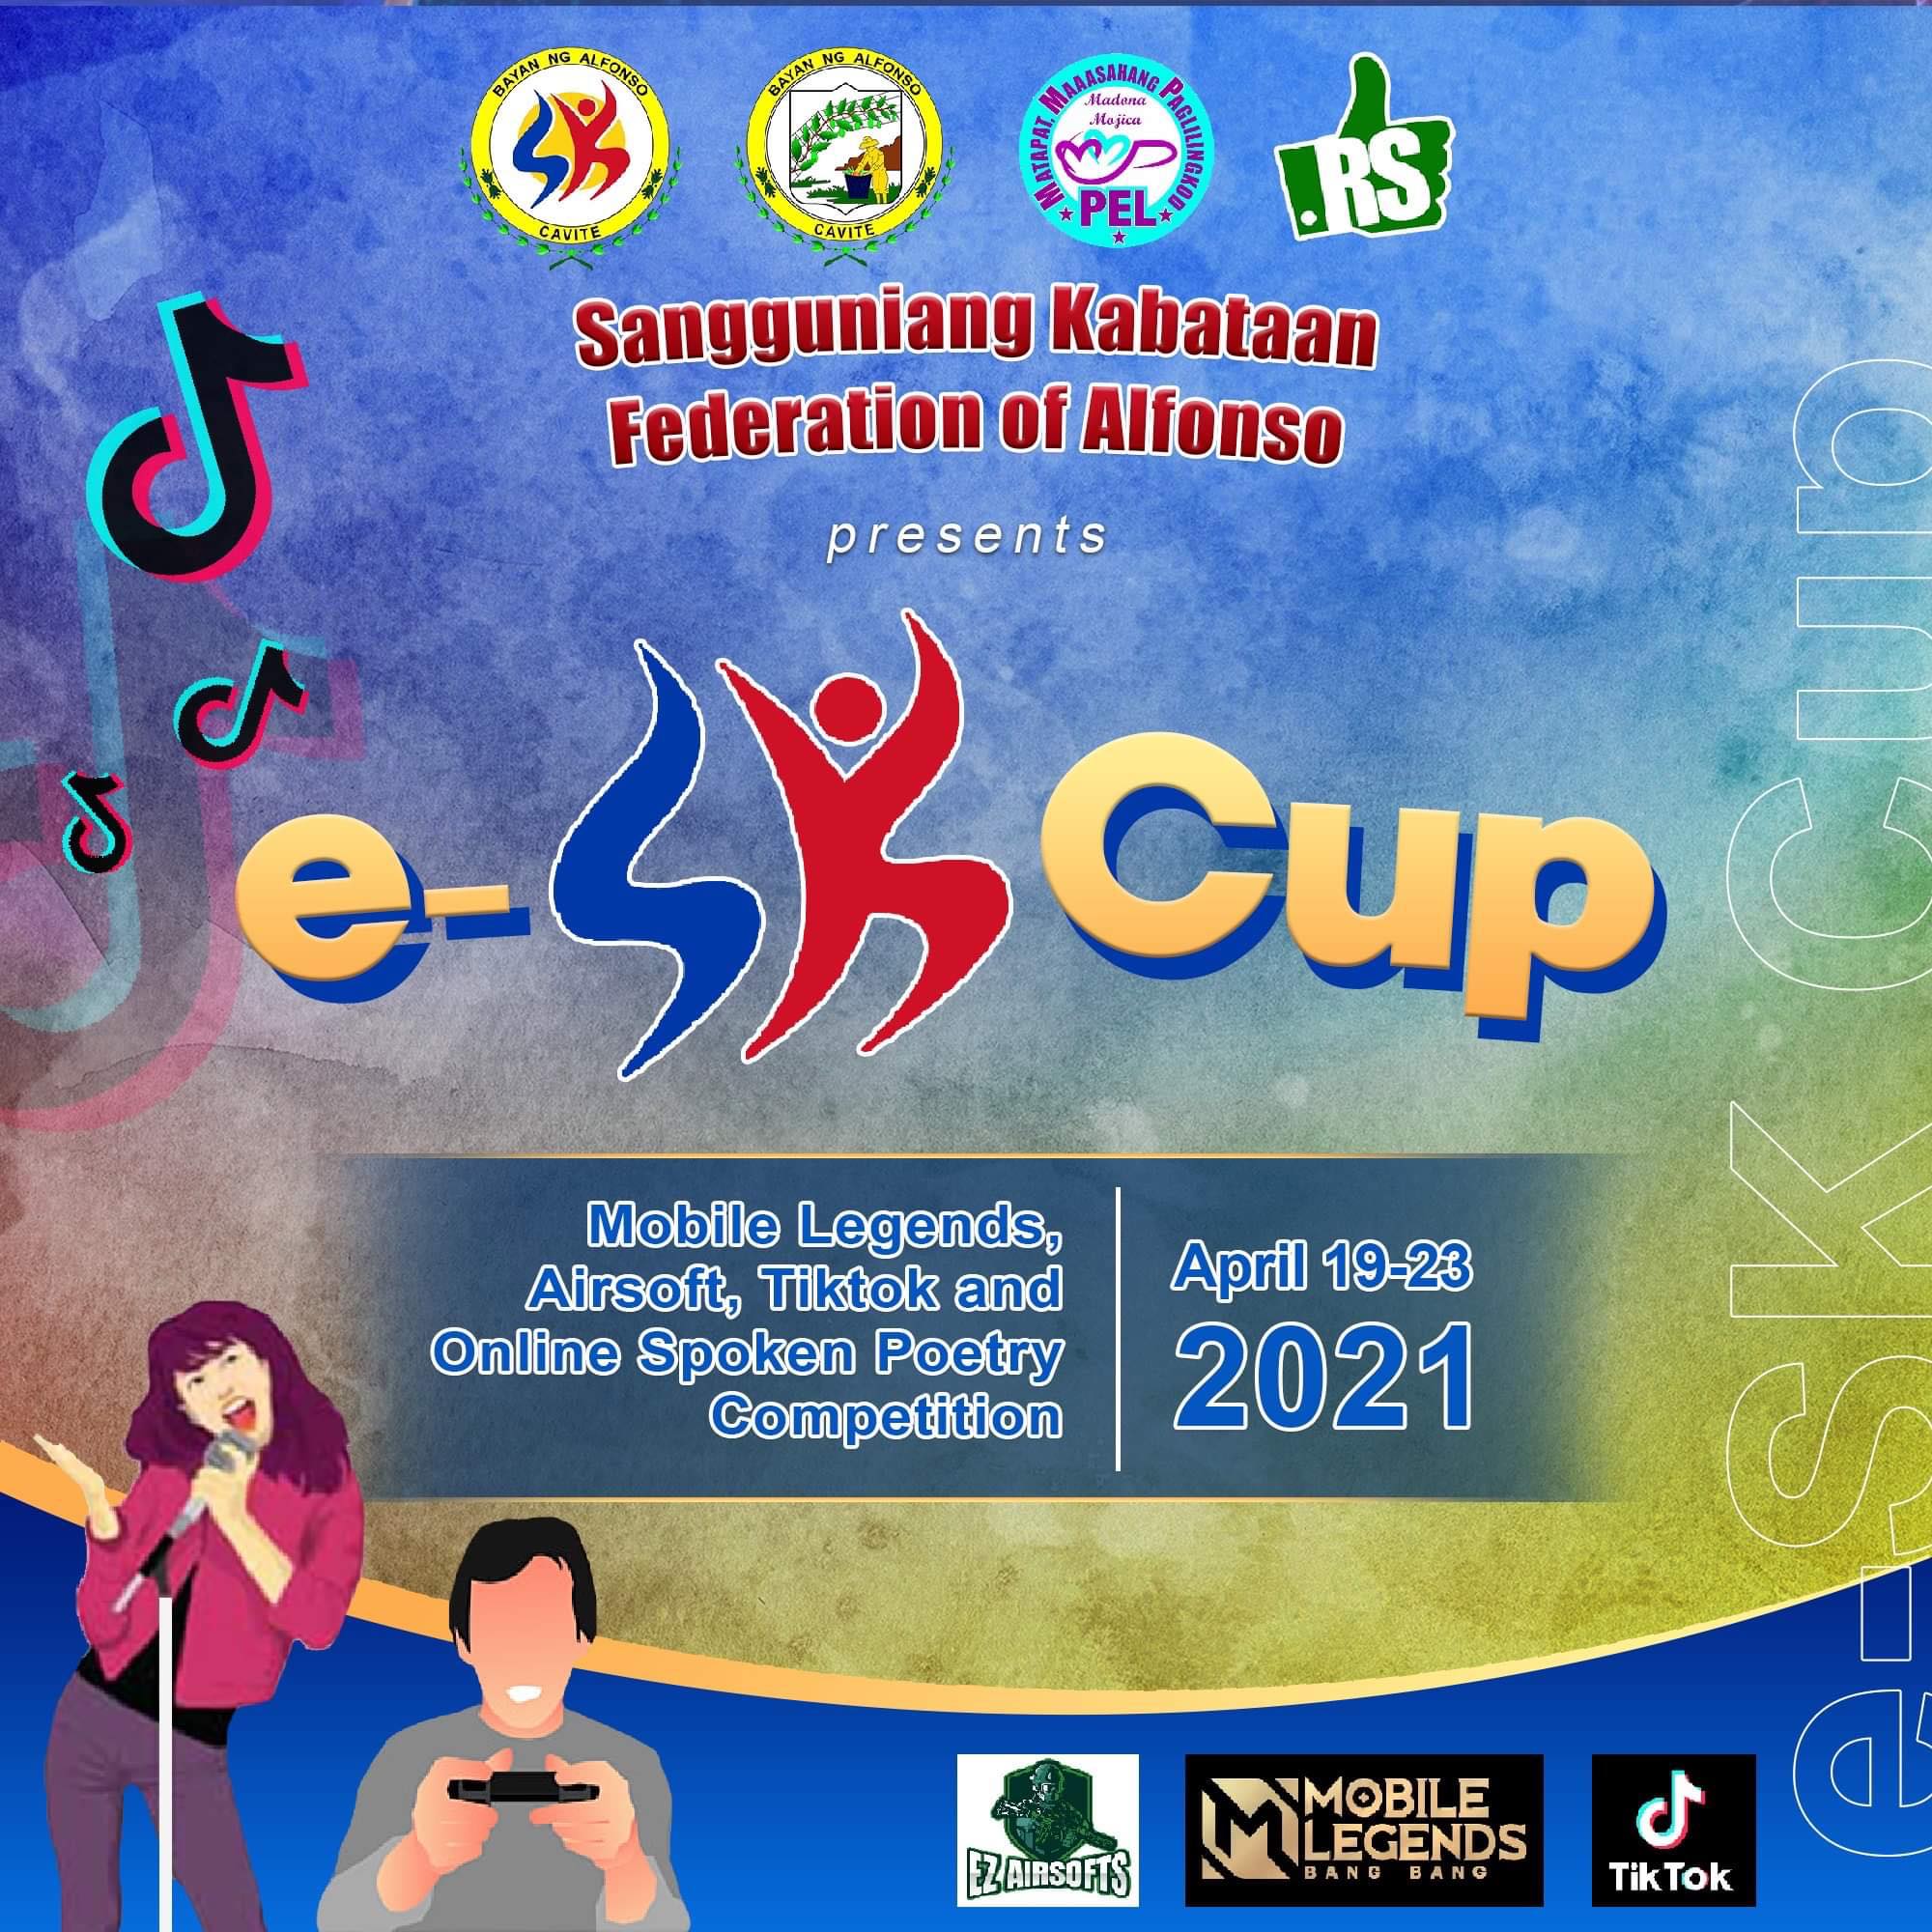 BAYAN NG ALFONSO
CAVITE
BAYAN NG ALFONSO
CAVITE
MATAPAT, MAAASAHANG PAGLILINGKOD
Madona
Mojica
PEL
.RS
Sangguniang Kabataan
Federation of Alfonso
presents
e-SK Cup
Mobile Legends,
Airsoft, Tiktok and
Online Spoken Poetry
Competition
April 19-23
2021
e-SK Cup
EZ AIRSOFTS
MOBILE
LEGENDS
BANG BANG
TikTok